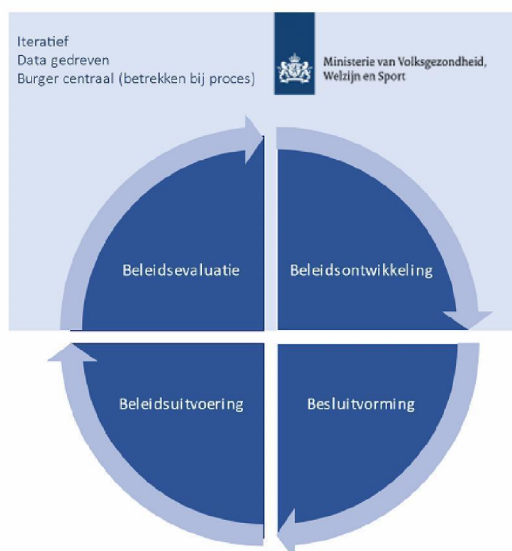 Iteratief
Data gedreven
Burger centraal (betrekken bij proces)
Ministerie van Volksgezondheid,
Welzijn en Sport
Beleidsevaluatie
Beleidsontwikkeling
Beleidsuitvoering
Besluitvorming